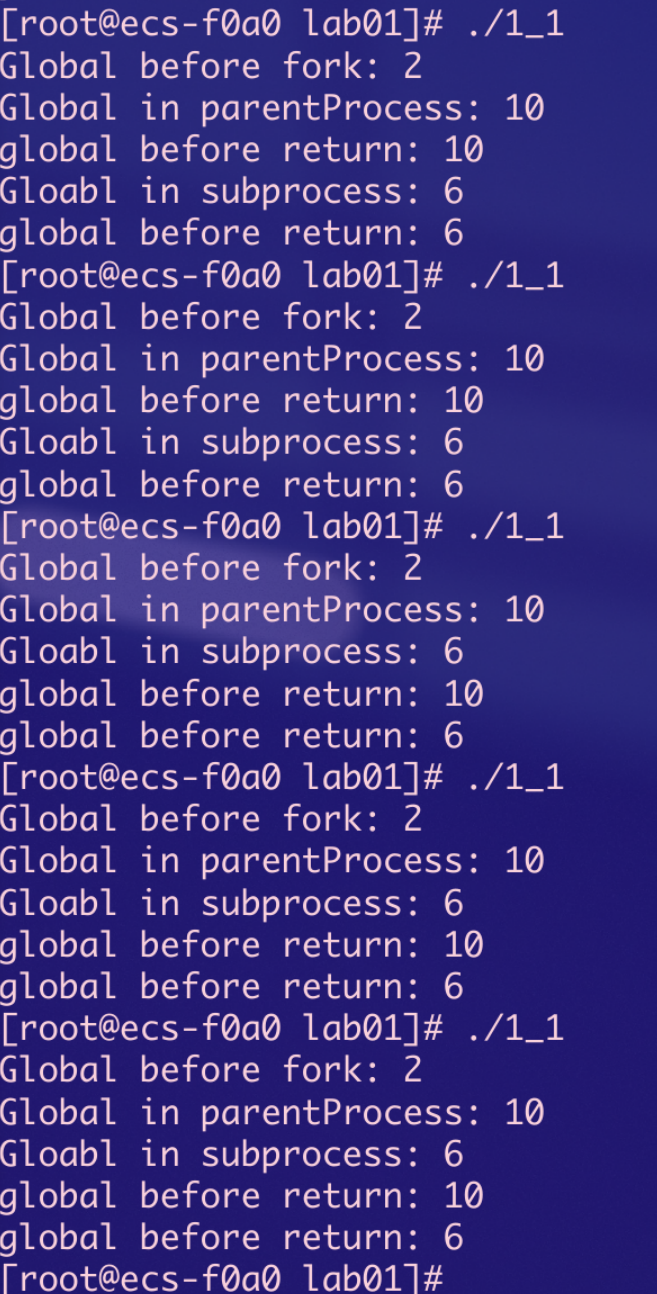 [root@ecs-f0a0 lab01]# ./1_1
Global before fork: 2
Global in parentProcess: 10
global before return: 10
Gloabl in subprocess: 6
global before return: 6
[root@ecs-f0a0 lab01]# ./1_1
Global before fork: 2
Global in parentProcess: 10
global before return: 10
Gloabl in subprocess: 6
global before return: 6
[root@ecs-f0a0 lab01]# ./1_1
Global before fork: 2
Global in parentProcess: 10
Gloabl in subprocess: 6
global before return: 10
global before return: 6
[root@ecs-f0a0 lab01]# ./1_1
Global before fork: 2
Global in parentProcess: 10
Gloabl in subprocess: 6
global before return: 10
global before return: 6
[root@ecs-f0a0 lab01]# ./1_1
Global before fork: 2
Global in parentProcess: 10
Gloabl in subprocess: 6
global before return: 10
global before return: 6
[root@ecs-f0a0 lab01]#